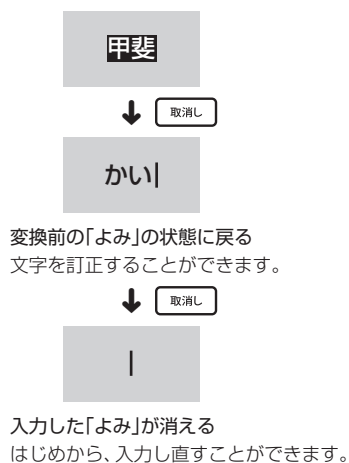 甲斐
取消し
かい
変換前の「よみ」の状態に戻る
文字を訂正することができます。
取消し
入力した「よみ」が消える
はじめから、入力し直すことができます。